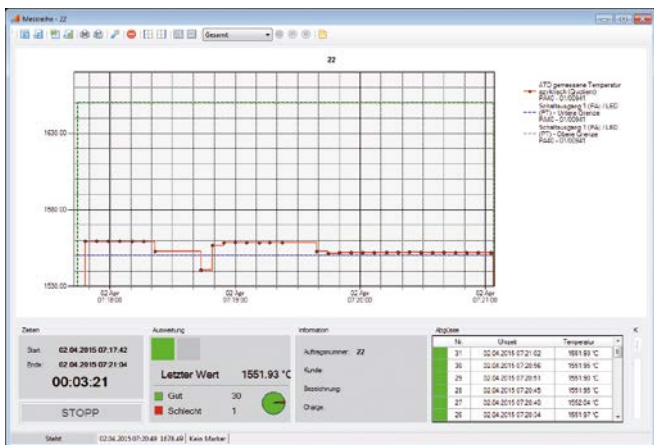 Messreihe - 22
Gesamt
22
ATD gemessene Temperatur
azyklisch (Quotient)
PA40 - 01/00941
Schaltausgang 1 (PA) / LED
(PT) - Untere Grenze
PA40 - 01/00941
Schaltausgang 1 (PA) / LED
(PT) - Obere Grenze
PA40 - 01/00941
1630.00
1580.00
1530.00
02.Apr
07:18:00
02.Apr
07:19:00
02.Apr
07:20:00
02.Apr
07:21:00
Zeiten
Start: 02.04.2015 07:17:42
Ende: 02.04.2015 07:21:04
00:03:21
STOPP
Auswertung
Letzter Wert 1551.93 °C
Gut 30
Schlecht 1
Information
Auftragsnummer: 22
Kunde:
Bezeichnung:
Charge:
Abgüsse
Nr. Uhrzeit Temperatur
31 02.04.2015 07:21:02 1551.93 °C
30 02.04.2015 07:20:56 1551.95 °C
29 02.04.2015 07:20:51 1551.90 °C
28 02.04.2015 07:20:45 1551.95 °C
27 02.04.2015 07:20:40 1552.04 °C
26 02.04.2015 07:20:34 1551.97 °C
K
Steht 02.04.2015 07:20:49 1678.49 Kein Marker